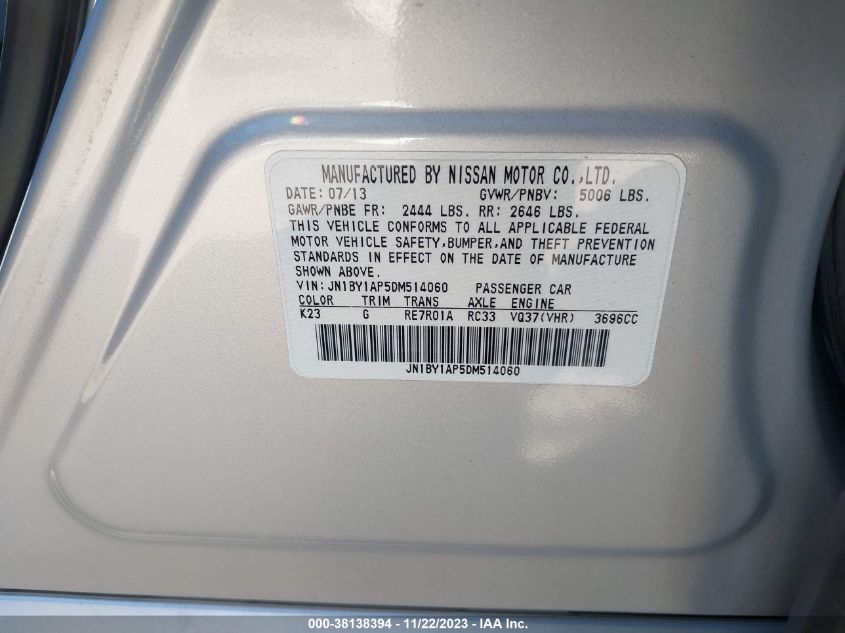 MANUFACTURED BY NISSAN MOTOR CO.,LTD.
DATE: 07/13 GVWR/PNBV: 5006 LBS.
GAWR/PNBE FR: 2444 LBS. RR: 2646 LBS.
THIS VEHICLE CONFORMS TO ALL APPLICABLE FEDERAL
MOTOR VEHICLE SAFETY,BUMPER,AND THEFT PREVENTION
STANDARDS IN EFFECT ON THE DATE OF MANUFACTURE
SHOWN ABOVE.
VIN: JN1BY1AP5DM514060 PASSENGER CAR
COLOR TRIM TRANS AXLE ENGINE
K23 G RE7R01A RC33 VQ37(VHR) 3696CC
JN1BY1AP5DM514060
000-38138394 - 11/22/2023 - IAA Inc.